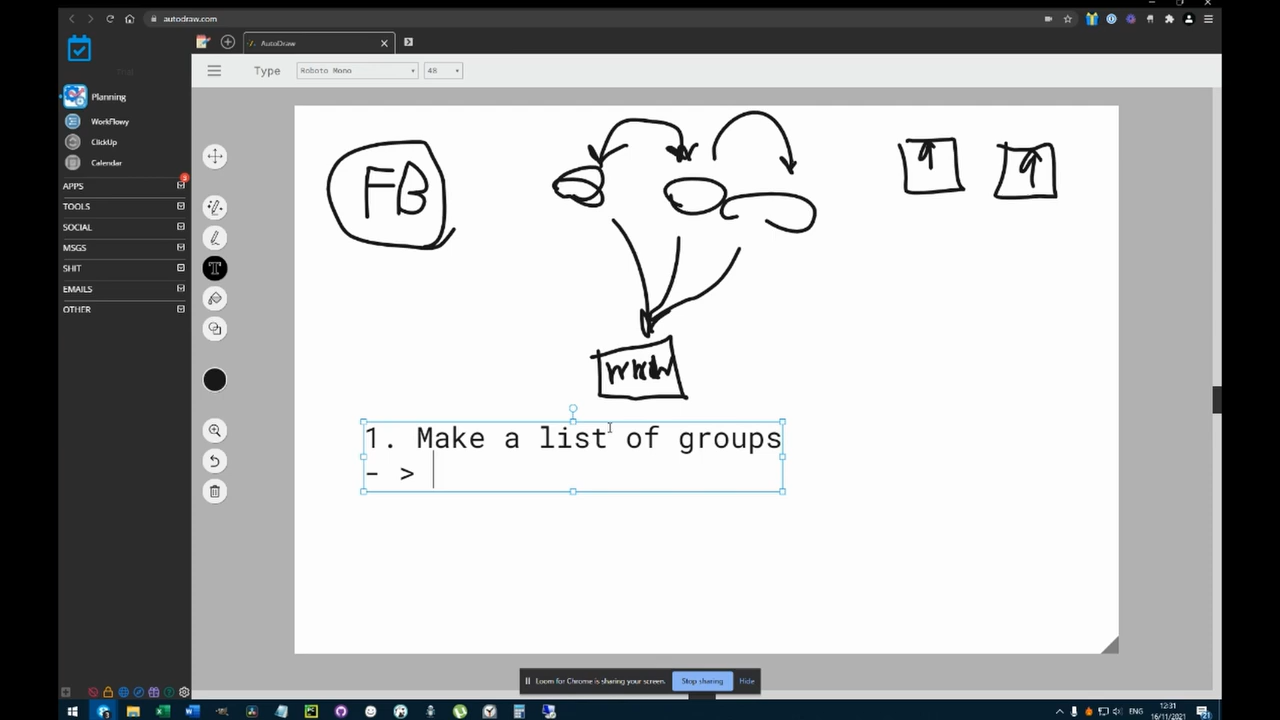 autodraw.com
AutoDraw
Type
Roboto Mono
48
Planning
WorkFlowy
ClickUp
Calendar
3
APPS
TOOLS
SOCIAL
MSGS
SHIT
EMAILS
OTHER
FB
1. Make a list of groups
- >
Loom for Chrome is sharing your screen.
Stop sharing
Hide
ENG
12:31
16/11/2021